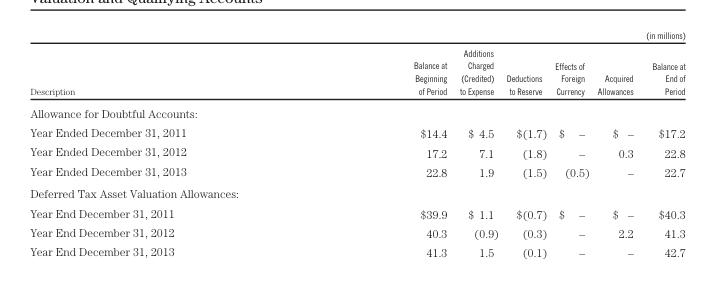 Valuation and Qualifying Accounts
(in millions)
Additions
Balance at Charged Effects of Balance at
Beginning (Credited) Deductions Foreign Acquired End of
Description of Period to Expense to Reserve Currency Allowances Period
Allowance for Doubtful Accounts:
Year Ended December 31, 2011 $14.4 $ 4.5 $(1.7) $ – $ – $17.2
Year Ended December 31, 2012 17.2 7.1 (1.8) – 0.3 22.8
Year Ended December 31, 2013 22.8 1.9 (1.5) (0.5) – 22.7
Deferred Tax Asset Valuation Allowances:
Year End December 31, 2011 $39.9 $ 1.1 $(0.7) $ – $ – $40.3
Year End December 31, 2012 40.3 (0.9) (0.3) – 2.2 41.3
Year End December 31, 2013 41.3 1.5 (0.1) – – 42.7